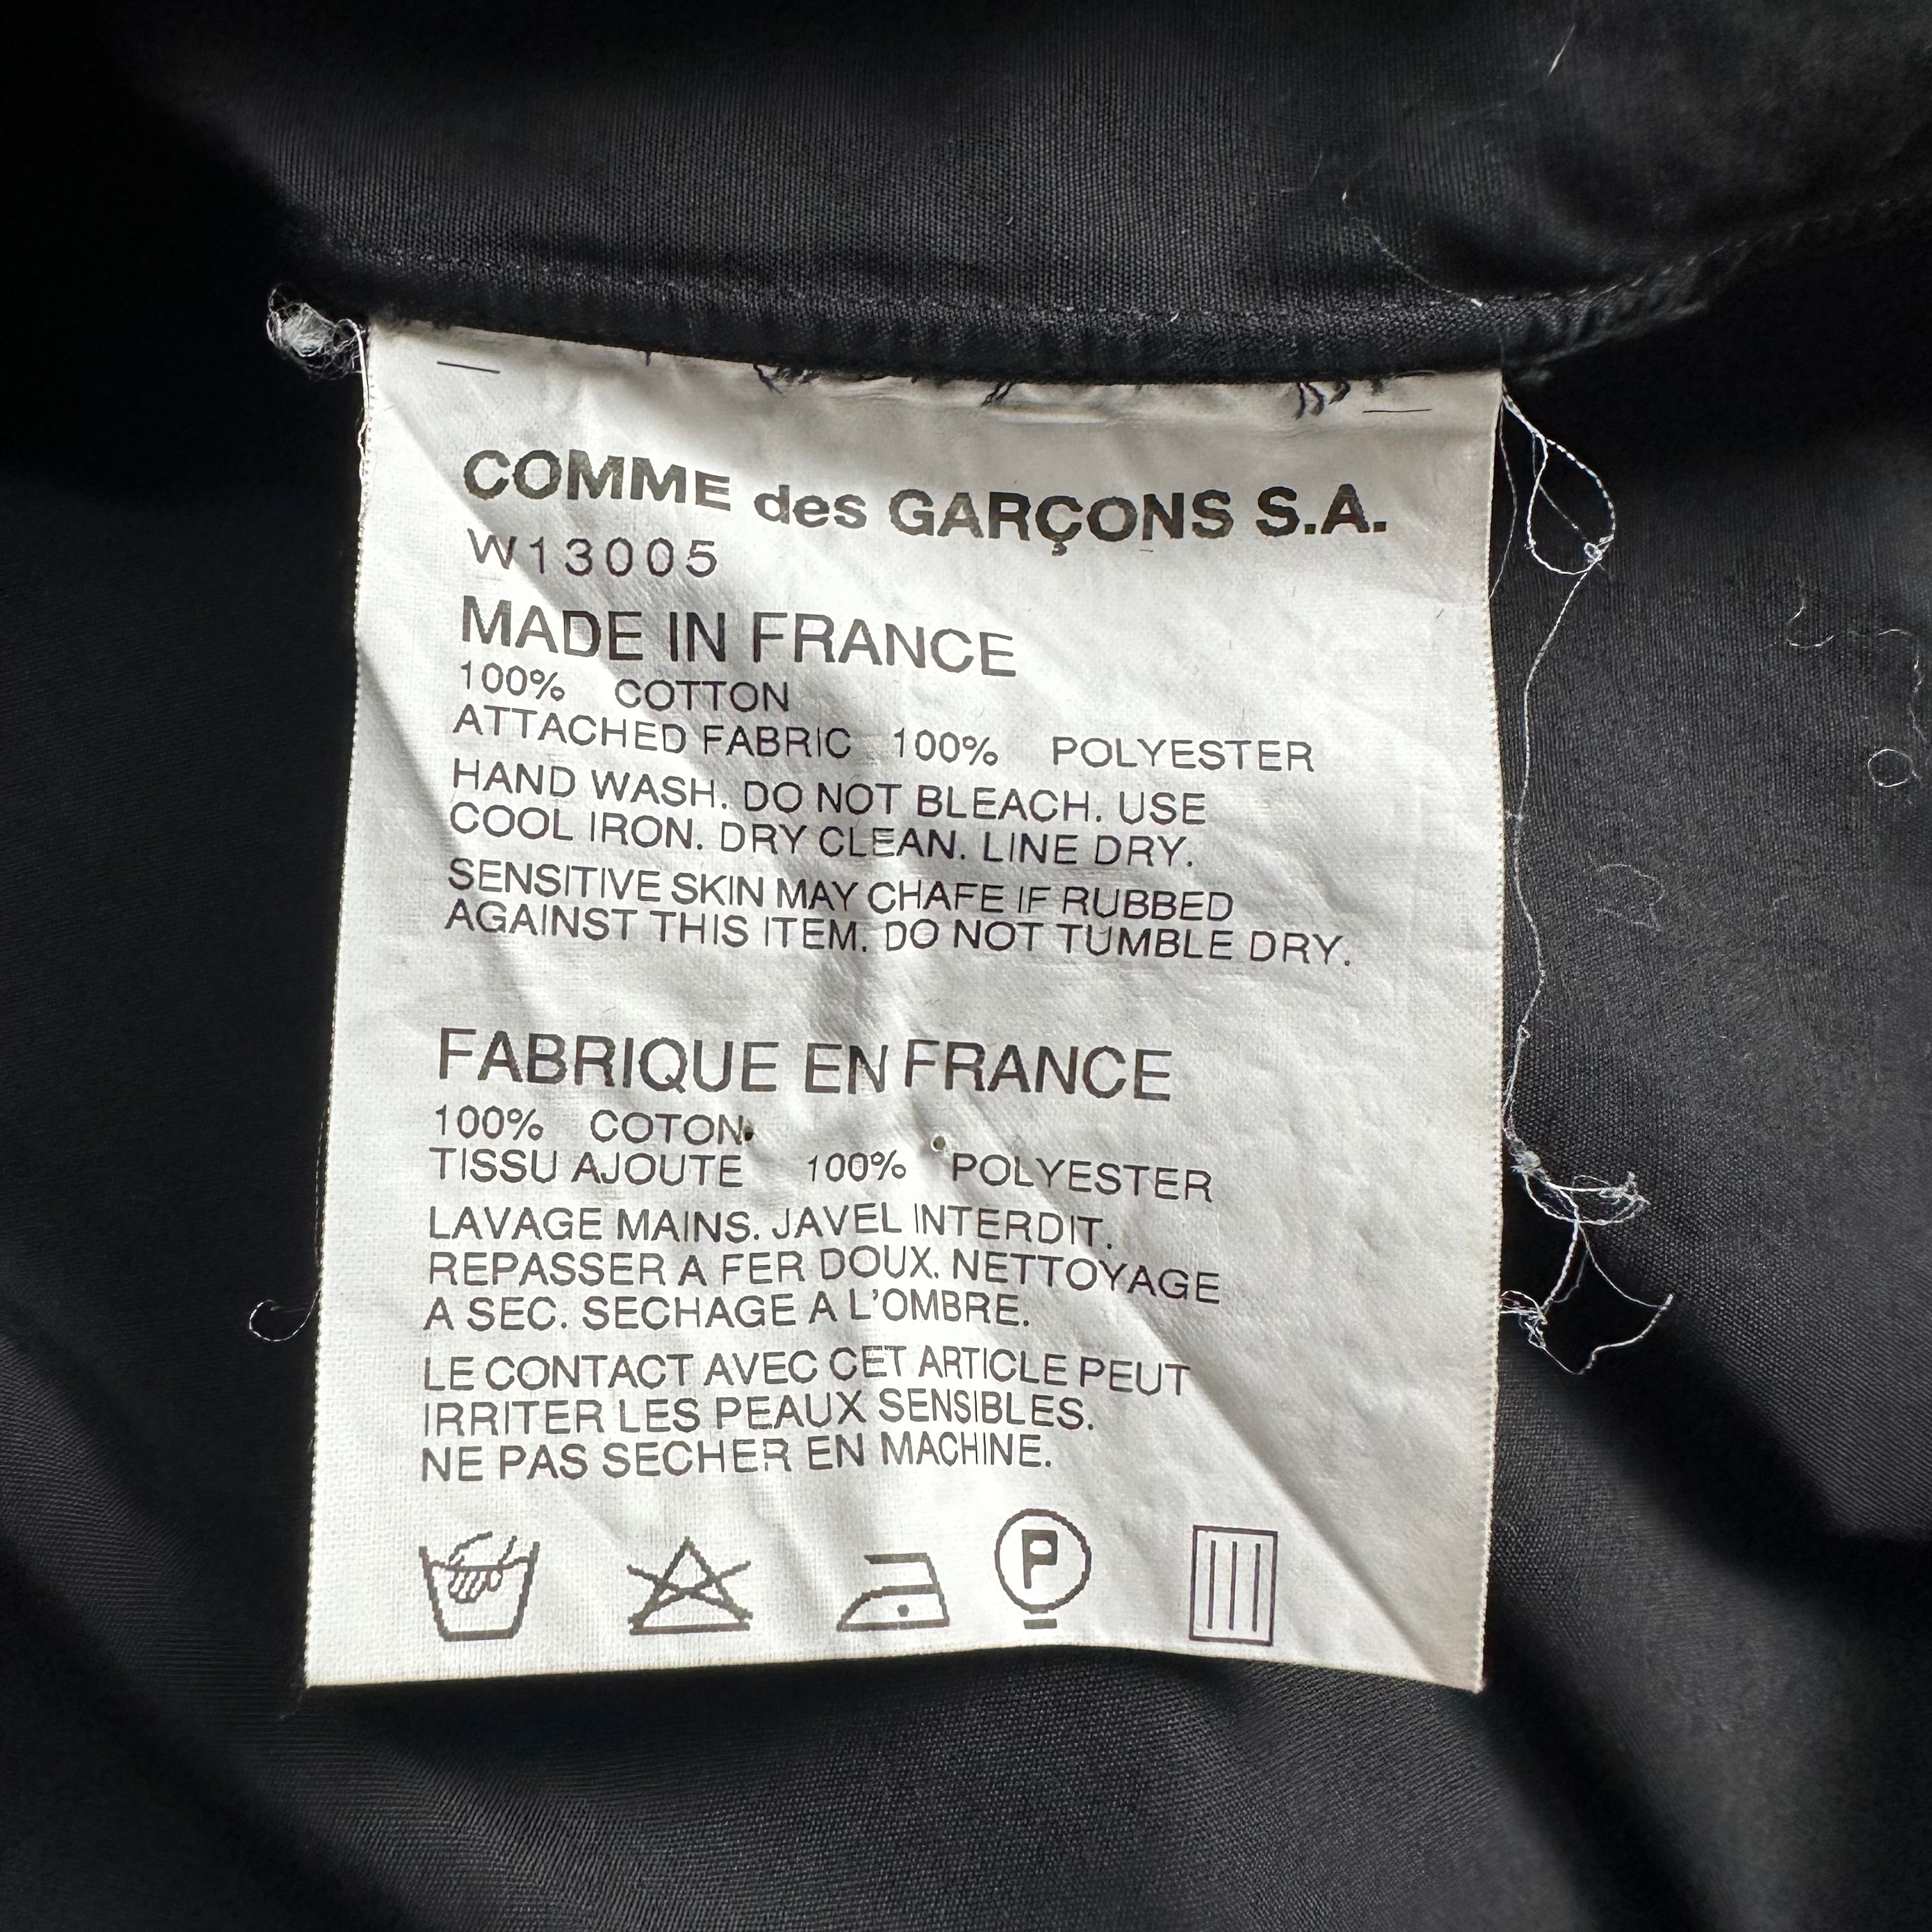 COMME des GARÇONS S.A.
W13005
MADE IN FRANCE
100% COTTON
ATTACHED FABRIC 100% POLYESTER
HAND WASH. DO NOT BLEACH. USE
COOL IRON. DRY CLEAN. LINE DRY.
SENSITIVE SKIN MAY CHAFE IF RUBBED
AGAINST THIS ITEM. DO NOT TUMBLE DRY.
FABRIQUE EN FRANCE
100% COTON
TISSU AJOUTE 100% POLYESTER
LAVAGE MAINS. JAVEL INTERDIT.
REPASSER A FER DOUX. NETTOYAGE
A SEC. SECHAGE A L'OMBRE.
LE CONTACT AVEC CET ARTICLE PEUT
IRRITER LES PEAUX SENSIBLES.
NE PAS SECHER EN MACHINE.
P